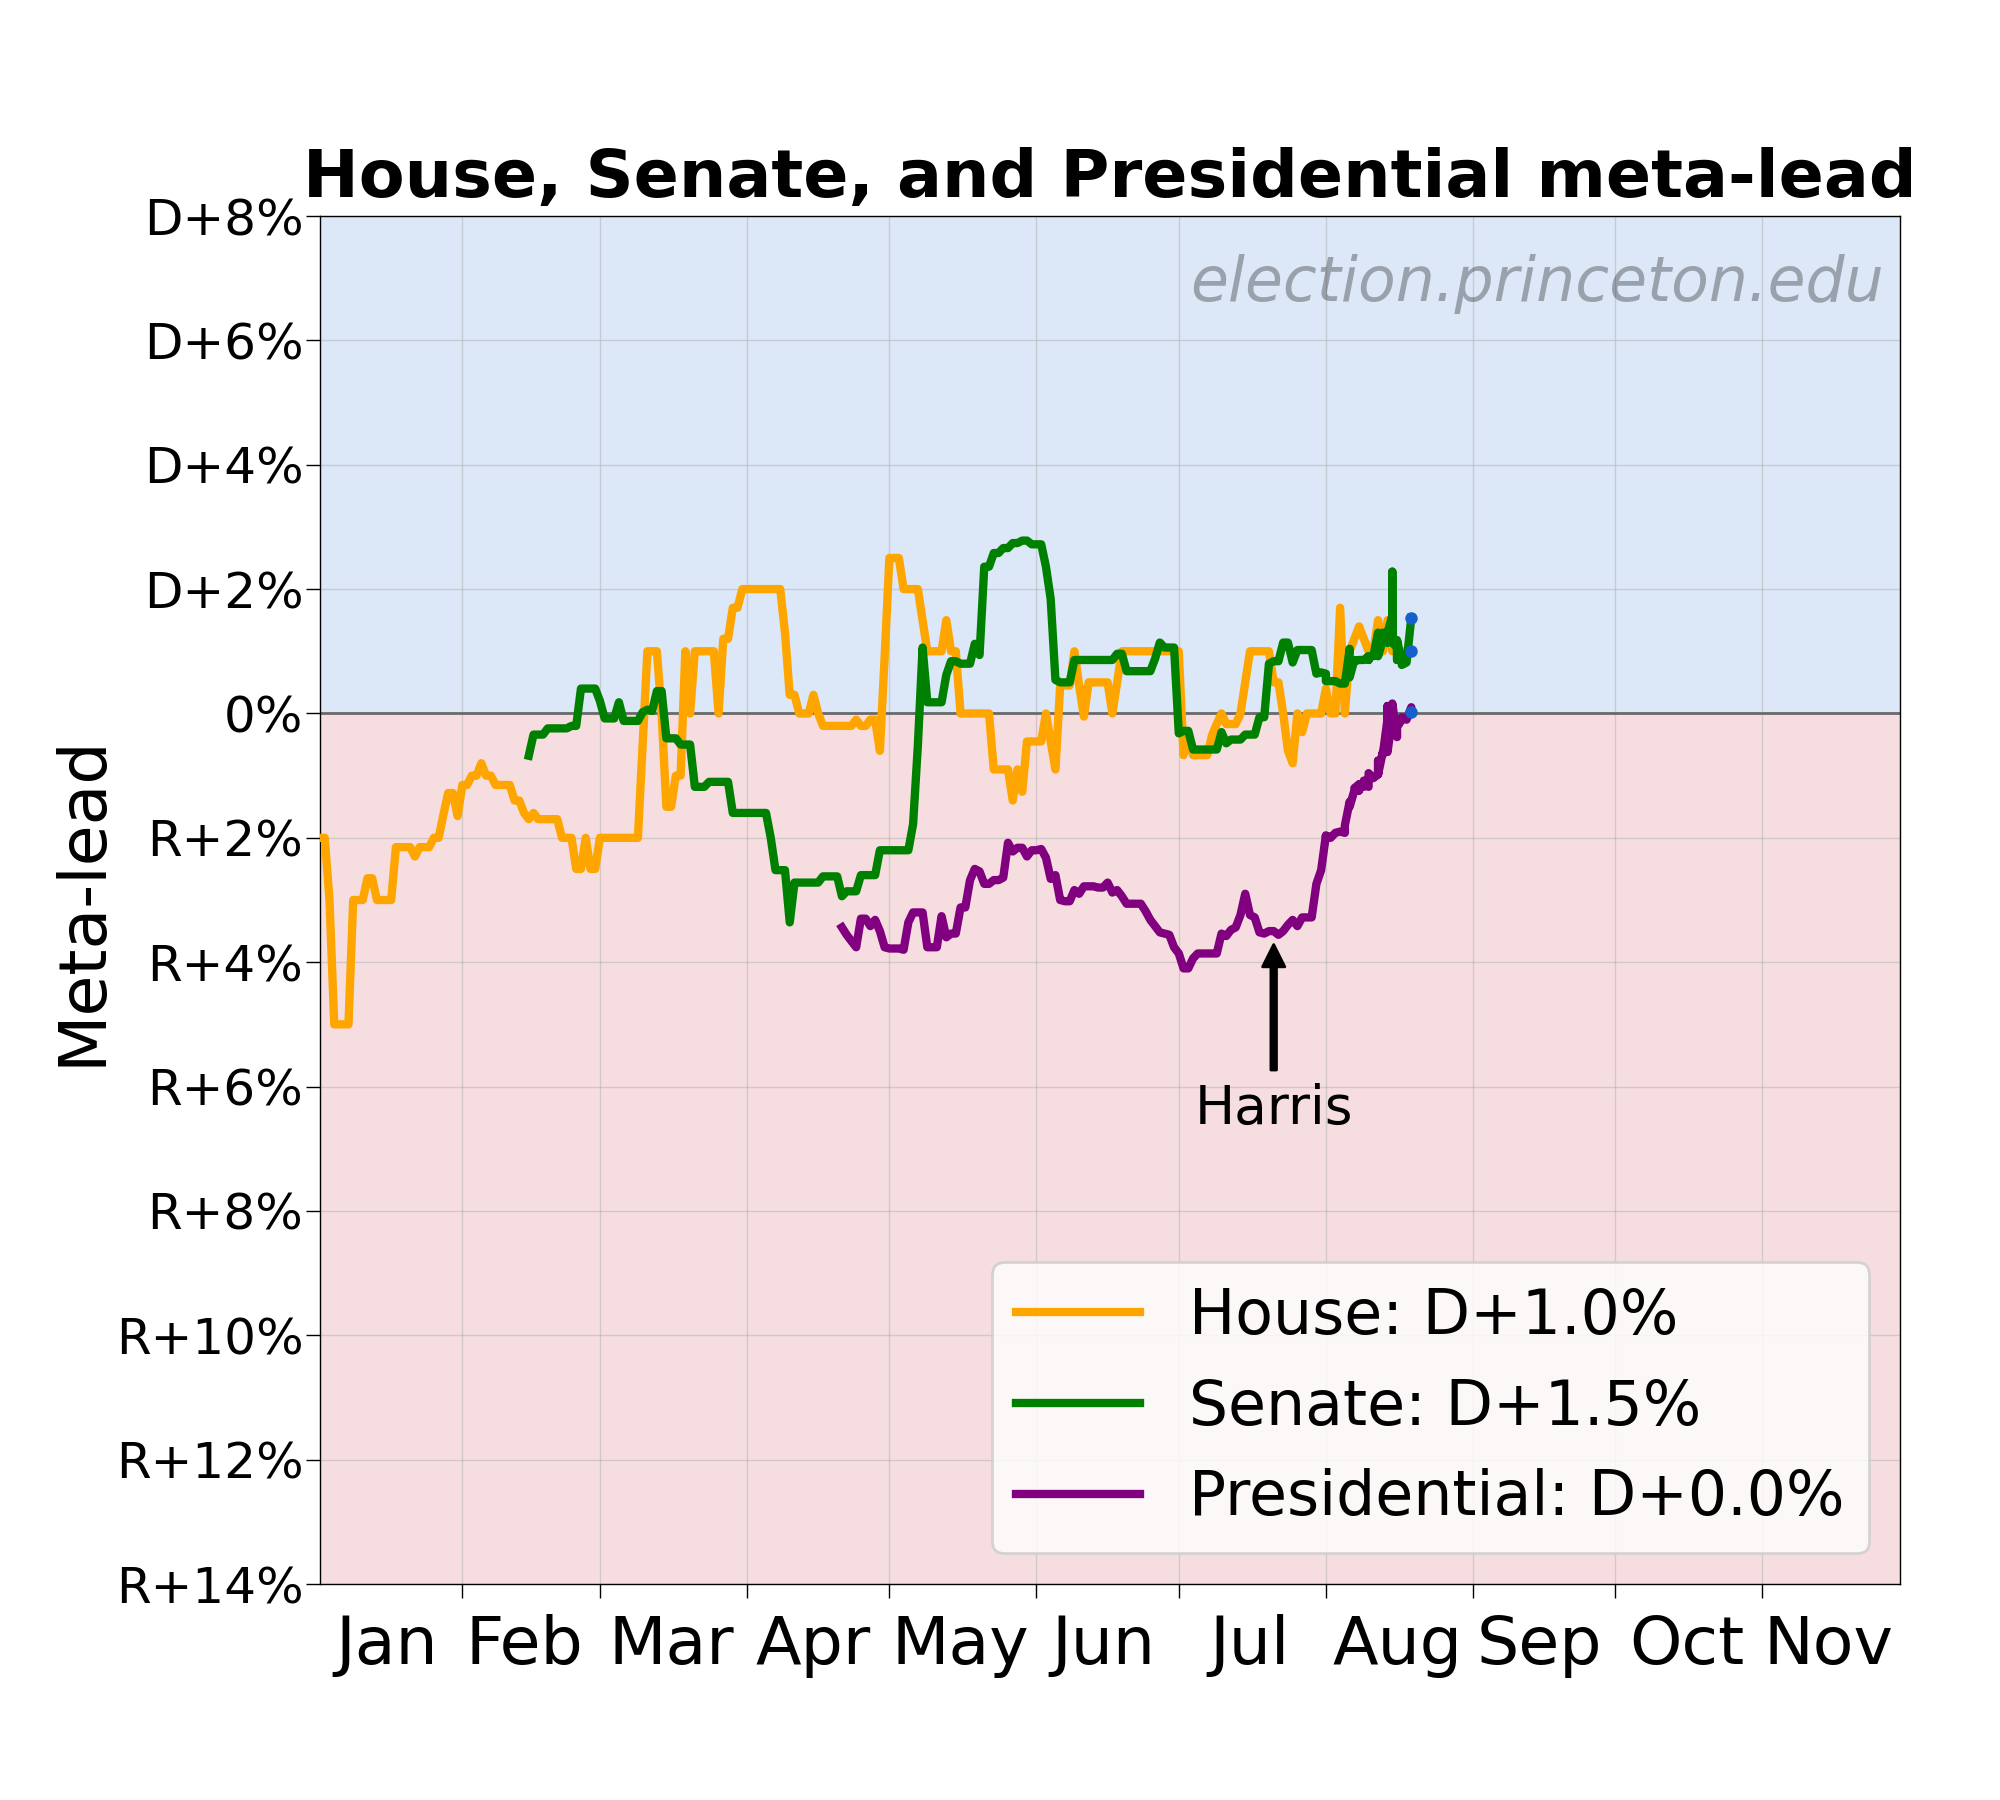 House, Senate, and Presidential meta-lead
election.princeton.edu
D+8%
D+6%
D+4%
D+2%
0%
R+2%
R+4%
R+6%
R+8%
R+10%
R+12%
R+14%
Meta-lead
Harris
House: D+1.0%
Senate: D+1.5%
Presidential: D+0.0%
Jan Feb Mar Apr May Jun Jul Aug Sep Oct Nov